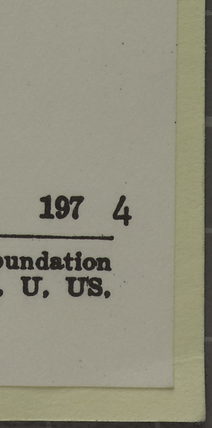 197 4
oundation
. U. US.